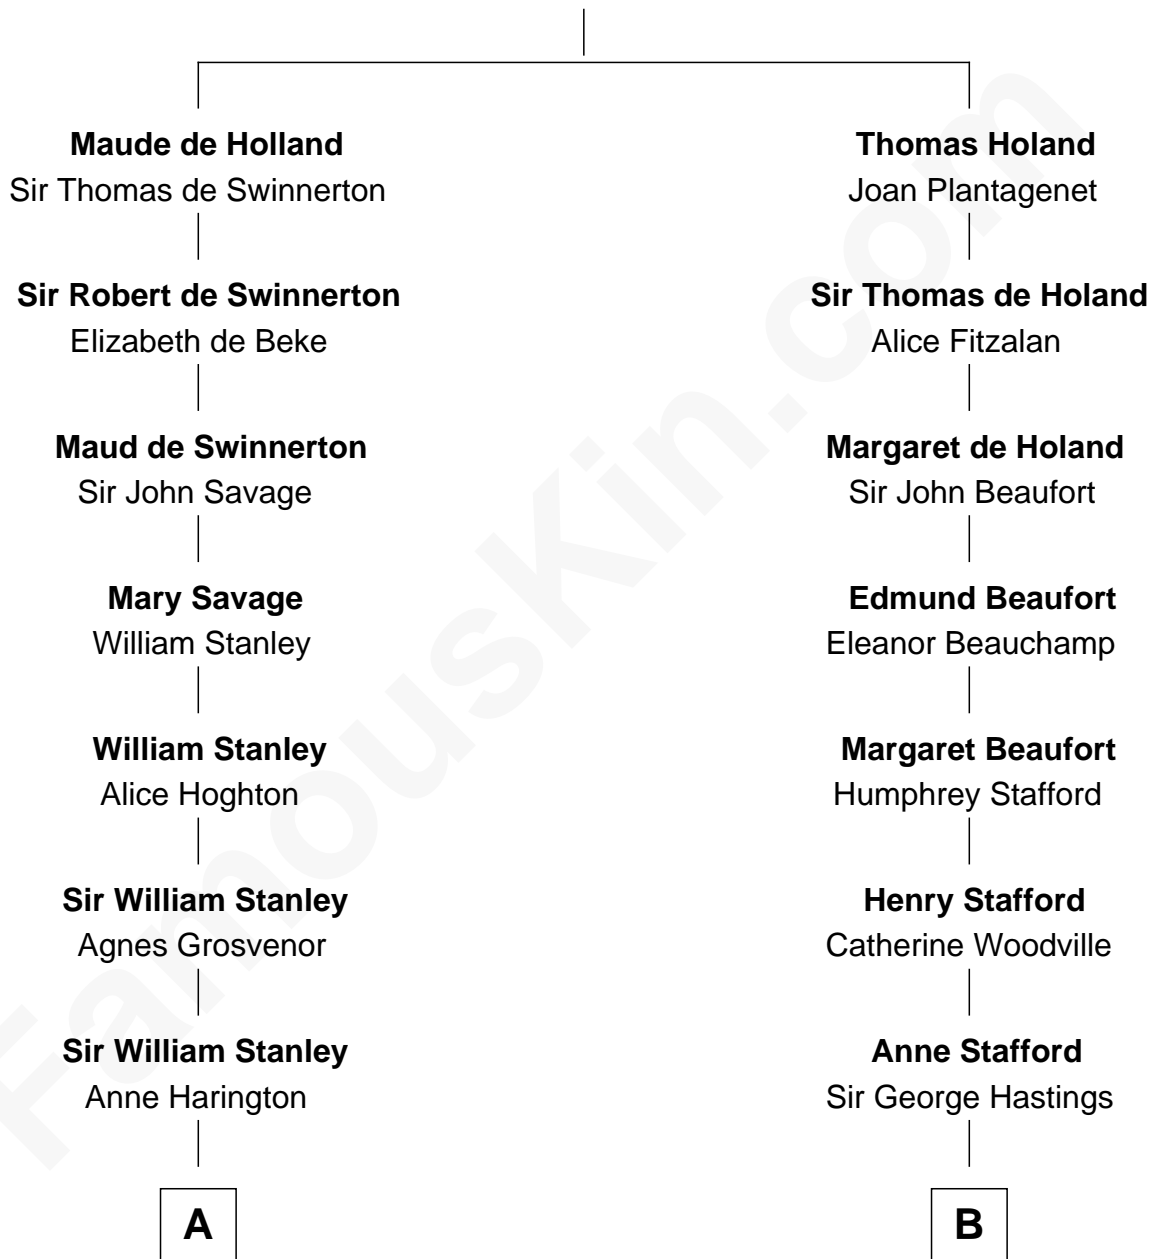 Maude de Holland
Sir Thomas de Swinnerton
Thomas Holand
Joan Plantagenet
Sir Robert de Swinnerton
Elizabeth de Beke
Sir Thomas de Holand
Alice Fitzalan
Maud de Swinnerton
Sir John Savage
Margaret de Holand
Sir John Beaufort
Mary Savage
William Stanley
Edmund Beaufort
Eleanor Beauchamp
William Stanley
Alice Hoghton
Margaret Beaufort
Humphrey Stafford
Sir William Stanley
Agnes Grosvenor
Henry Stafford
Catherine Woodville
Sir William Stanley
Anne Harington
Anne Stafford
Sir George Hastings
A
B
FamousKin.com